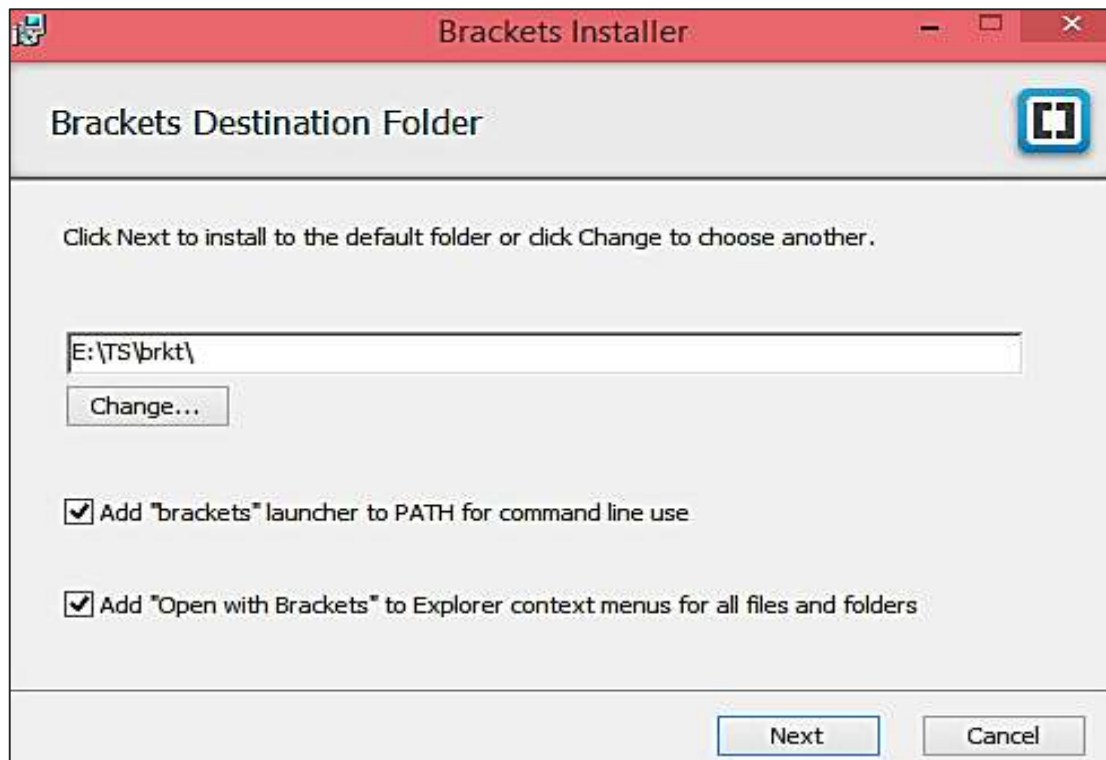 Brackets Installer
Brackets Destination Folder
Click Next to install to the default folder or click Change to choose another.
E:\TS\brkt\
Change...
Add "brackets" launcher to PATH for command line use
Add "Open with Brackets" to Explorer context menus for all files and folders
Next Cancel